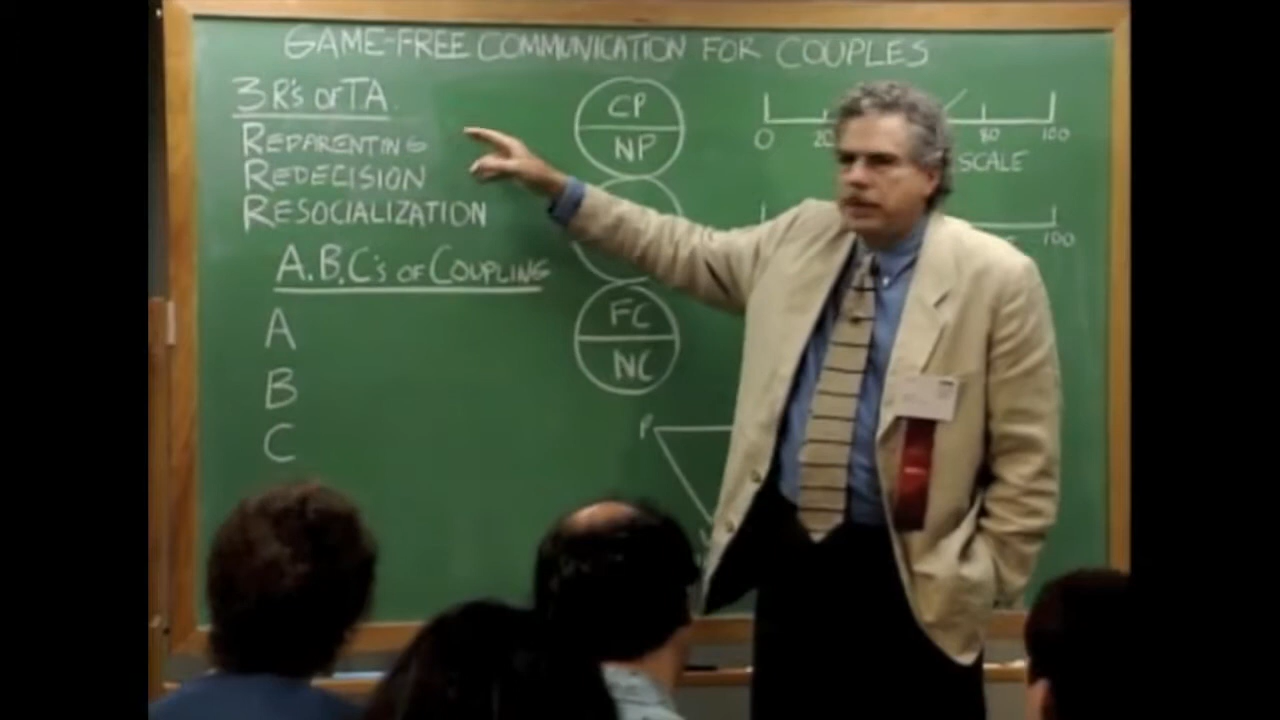 GAME-FREE COMMUNICATION FOR COUPLES
3 R's of TA
REPARENTING
REDECISION
RESOCIALIZATION
A.B.C's of COUPLING
A
B
C
CP
NP
FC
NC
P
0
20
80
100
SCALE
100